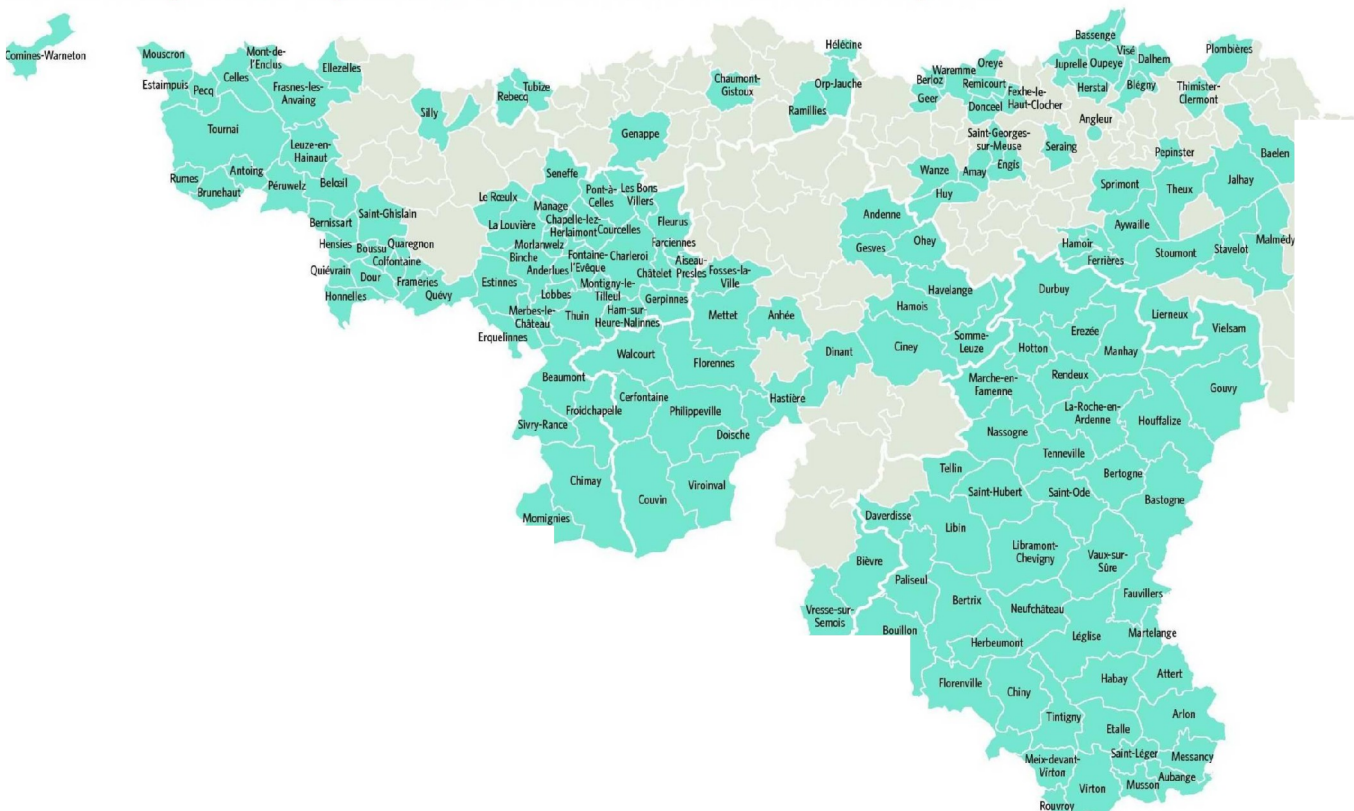 Comines-Warneton
Mouscron
Mont-de-
l'Enclus
Estaimpuis
Pecq
Celles
Ellezelles
Frasnes-les-
Anvaing
Tournai
Leuze-en-
Hainaut
Rumes
Antoing
Brunehaut
Péruwelz
Belœil
Bernissart
Saint-Ghislain
Hensies
Boussu
Quaregnon
Colfontaine
Quiévrain
Dour
Frameries
Honnelles
Quévy
Silly
Rebecq
Tubize
Genappe
Chaumont-
Gistoux
Hélécine
Orp-Jauche
Ramillies
Seneffe
Le Rœulx
Manage
Pont-à-
Celles
Les Bons
Villers
La Louvière
Chapelle-lez-
Herlaimont
Courcelles
Fleurus
Farciennes
Morlanwelz
Binche
Anderlues
Fontaine-
l'Evêque
Charleroi
Châtelet
Aiseau-
Presles
Estinnes
Lobbes
Montigny-le-
Tilleul
Gerpinnes
Merbes-le-
Château
Thuin
Ham-sur-
Heure-Nalinnes
Erquelinnes
Beaumont
Froidchapelle
Sivry-Rance
Chimay
Momignies
Fosses-la-
Ville
Mettet
Anhée
Walcourt
Florennes
Cerfontaine
Philippeville
Hastière
Doische
Couvin
Viroinval
Dinant
Ciney
Hamois
Havelange
Somme-
Leuze
Andenne
Gesves
Ohey
Bassenge
Visé
Dalhem
Juprelle
Oupeye
Herstal
Blégny
Plombières
Thimister-
Clermont
Waremme
Oreye
Berloz
Remicourt
Geer
Donceel
Fexhe-le-
Haut-Clocher
Angleur
Saint-Georges-
sur-Meuse
Seraing
Wanze
Amay
Engis
Huy
Pepinster
Baelen
Sprimont
Theux
Jalhay
Aywaille
Hamoir
Ferrières
Stoumont
Stavelot
Malmédy
Lierneux
Vielsam
Durbuy
Erezée
Hotton
Manhay
Marche-en-
Famenne
Rendeux
Gouvy
La-Roche-en-
Ardenne
Houffalize
Nassogne
Tenneville
Bertogne
Tellin
Saint-Hubert
Saint-Ode
Bastogne
Daverdisse
Libin
Libramont-
Chevigny
Vaux-sur-
Sûre
Bièvre
Paliseul
Fauvillers
Vresse-sur-
Semois
Bertrix
Neufchâteau
Bouillon
Herbeumont
Léglise
Martelange
Florenville
Chiny
Habay
Attert
Tintigny
Etalle
Arlon
Meix-devant-
Virton
Saint-Léger
Messancy
Virton
Musson
Aubange
Rouvroy